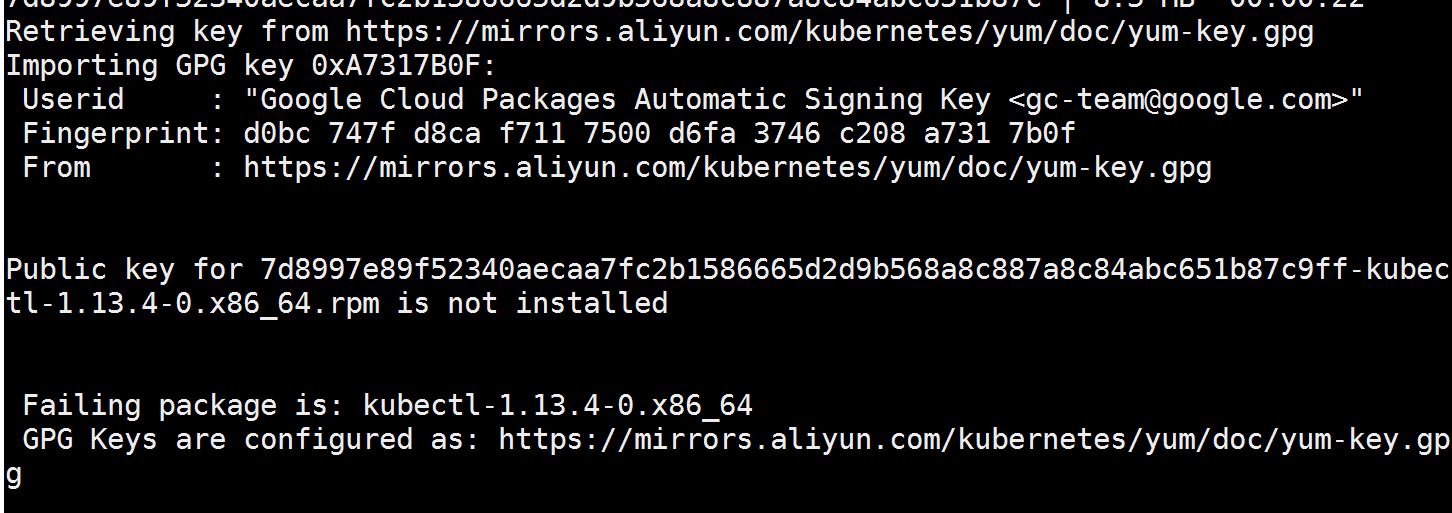 Retrieving key from https://mirrors.aliyun.com/kubernetes/yum/doc/yum-key.gpg
Importing GPG key 0xA7317B0F:
Userid     : "Google Cloud Packages Automatic Signing Key <gc-team@google.com>"
Fingerprint: d0bc 747f d8ca f711 7500 d6fa 3746 c208 a731 7b0f
From       : https://mirrors.aliyun.com/kubernetes/yum/doc/yum-key.gpg
Public key for 7d8997e89f52340aecaa7fc2b1586665d2d9b568a8c887a8c84abc651b87c9ff-kubec
tl-1.13.4-0.x86_64.rpm is not installed
Failing package is: kubectl-1.13.4-0.x86_64
GPG Keys are configured as: https://mirrors.aliyun.com/kubernetes/yum/doc/yum-key.gp
g